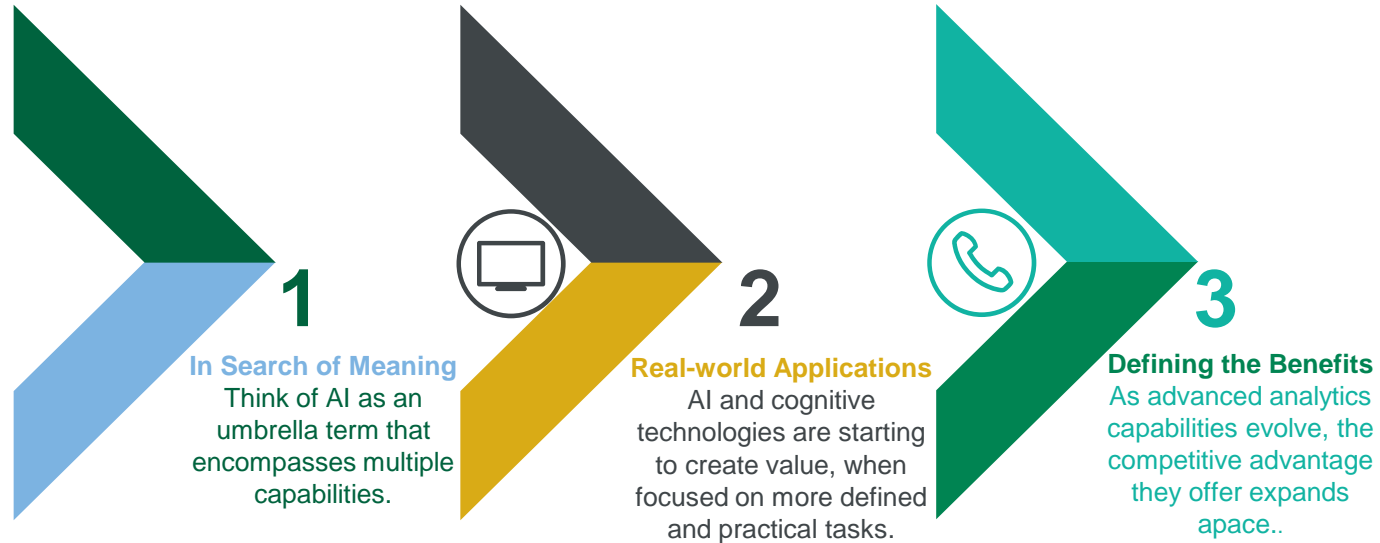 1
In Search of Meaning
Think of AI as an
umbrella term that
encompasses multiple
capabilities.
2
Real-world Applications
AI and cognitive
technologies are starting
to create value, when
focused on more defined
and practical tasks.
3
Defining the Benefits
As advanced analytics
capabilities evolve, the
competitive advantage
they offer expands
apace..